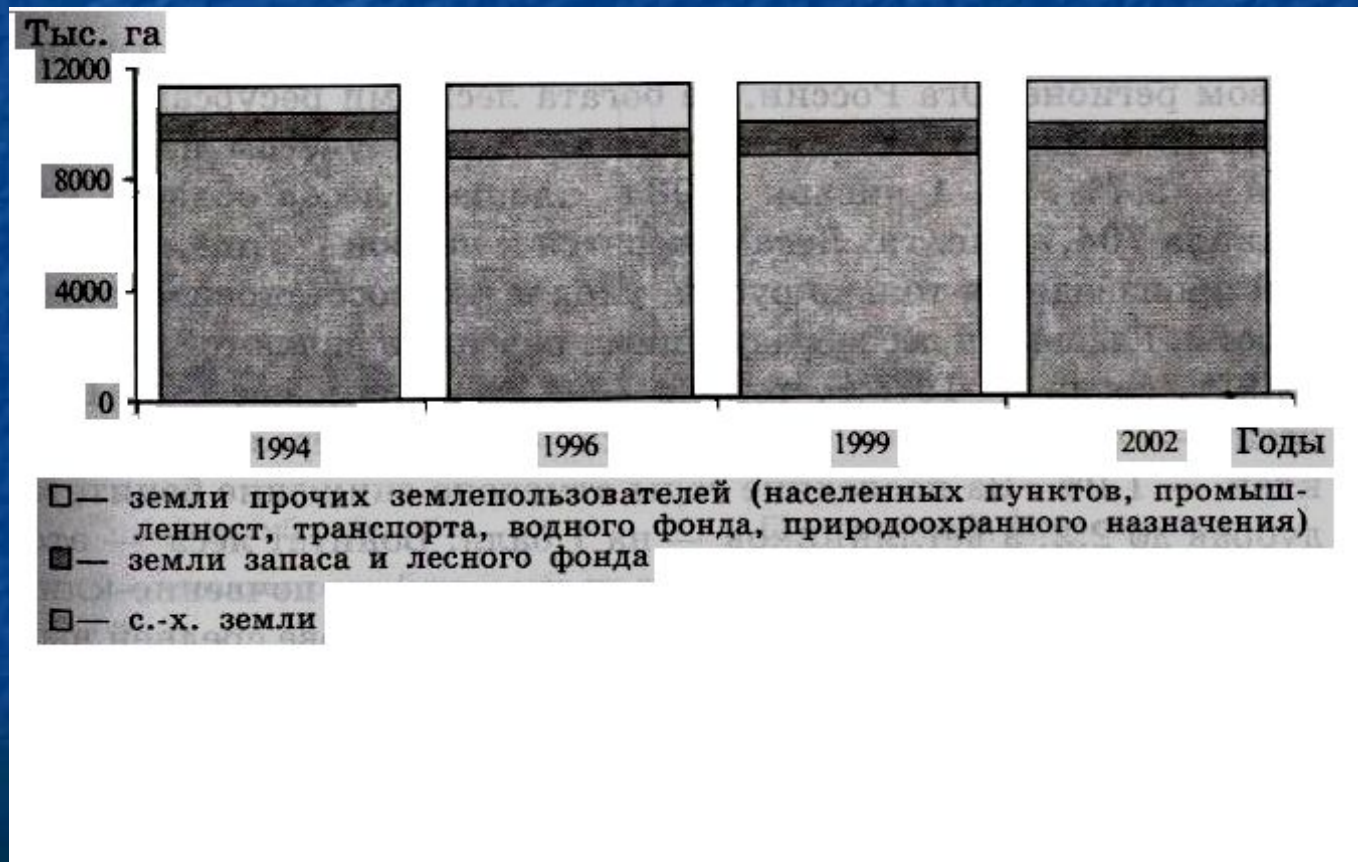 Тыс. га
12000
8000
4000
0
1994 1996 1999 2002 Годы
□— земли прочих землепользователей (населенных пунктов, промыш-
ленност, транспорта, водного фонда, природоохранного назначения)
■— земли запаса и лесного фонда
□— с.-х. земли